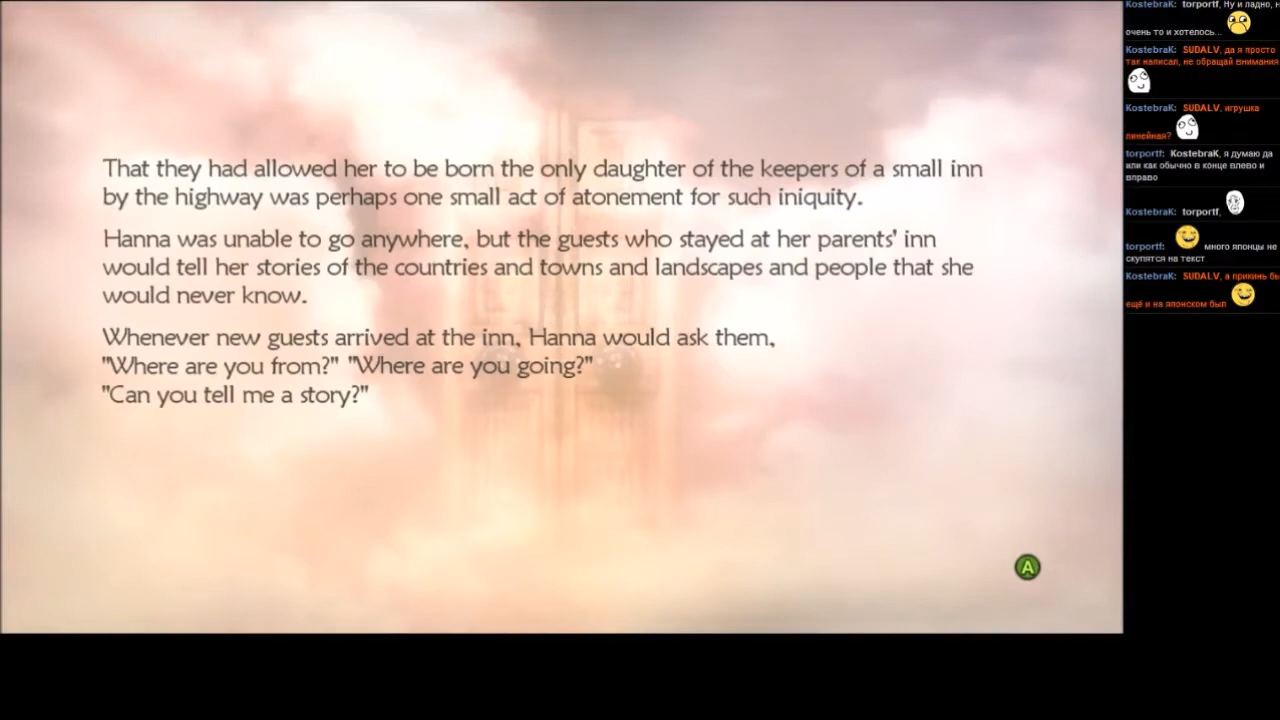 That they had allowed her to be born the only daughter of the keepers of a small inn
by the highway was perhaps one small act of atonement for such iniquity.
Hanna was unable to go anywhere, but the guests who stayed at her parents' inn
would tell her stories of the countries and towns and landscapes and people that she
would never know.
Whenever new guests arrived at the inn, Hanna would ask them,
"Where are you from?" "Where are you going?"
"Can you tell me a story?"
A
KostebraK: torportf, Ну и ладно, н
очень то и хотелось...
KostebraK: SUDALV, да я просто
так написал, не обращай внимания
KostebraK: SUDALV, игрушка
линейная?
torportf: KostebraK, я думаю да
или как обычно в конце влево и
вправо
KostebraK: torportf,
torportf: много японцы не
скупятся на текст
KostebraK: SUDALV, а прикинь бы
ещё и на японском был